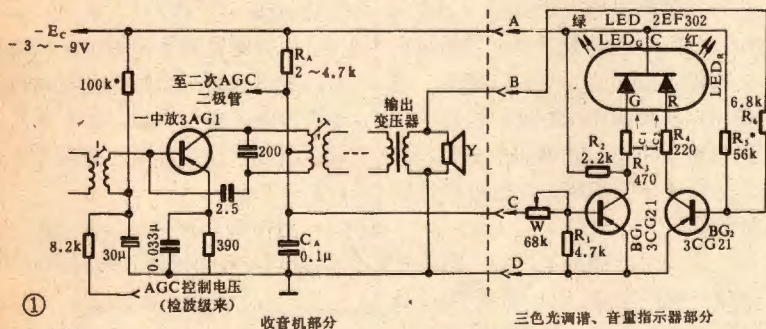 -EC
-3~-9V
100k*
RA
2~4.7k
至二次AGC
二极管
一中放3AG1
200
2.5
8.2k
30μ
0.033μ
390
AGC控制电压
(检波级来)
CA
0.1μ
输出
变压器
Y
收音机部分
A
B
C
D
绿 LED 2EF302
LEDG C 红
LEDR
G R
R2
2.2k
IC1
IC2
R3
470
R4
220
R5*
56k
6.8k
R6
W
68k
R1
4.7k
BG1
3CG21
BG2
3CG21
三色光调谐、音量指示器部分
①